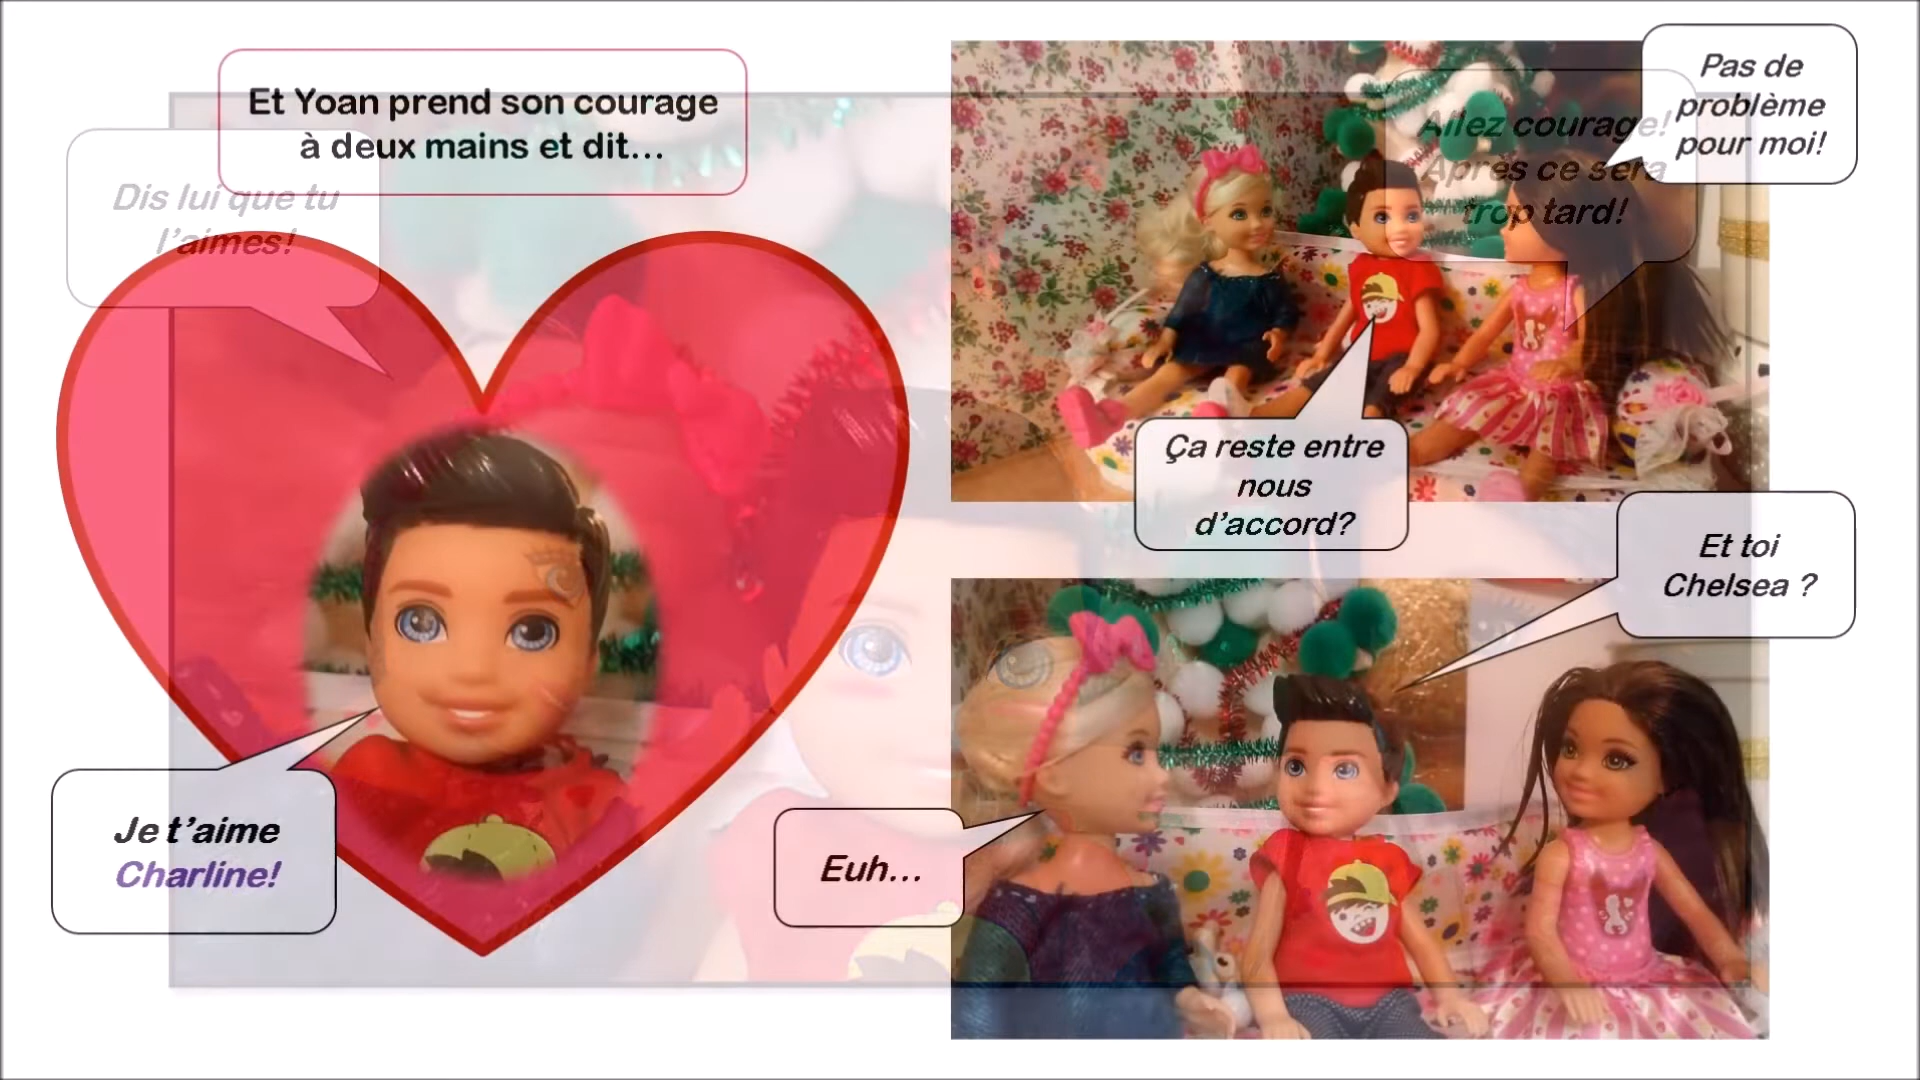 Et Yoan prend son courage
à deux mains et dit...
Dis lui que tu
l'aimes!
Je t'aime
Charline!
Pas de
problème
pour moi!
Allez courage!
Après ce sera
trop tard!
Ça reste entre
nous
d'accord?
Et toi
Chelsea ?
Euh...